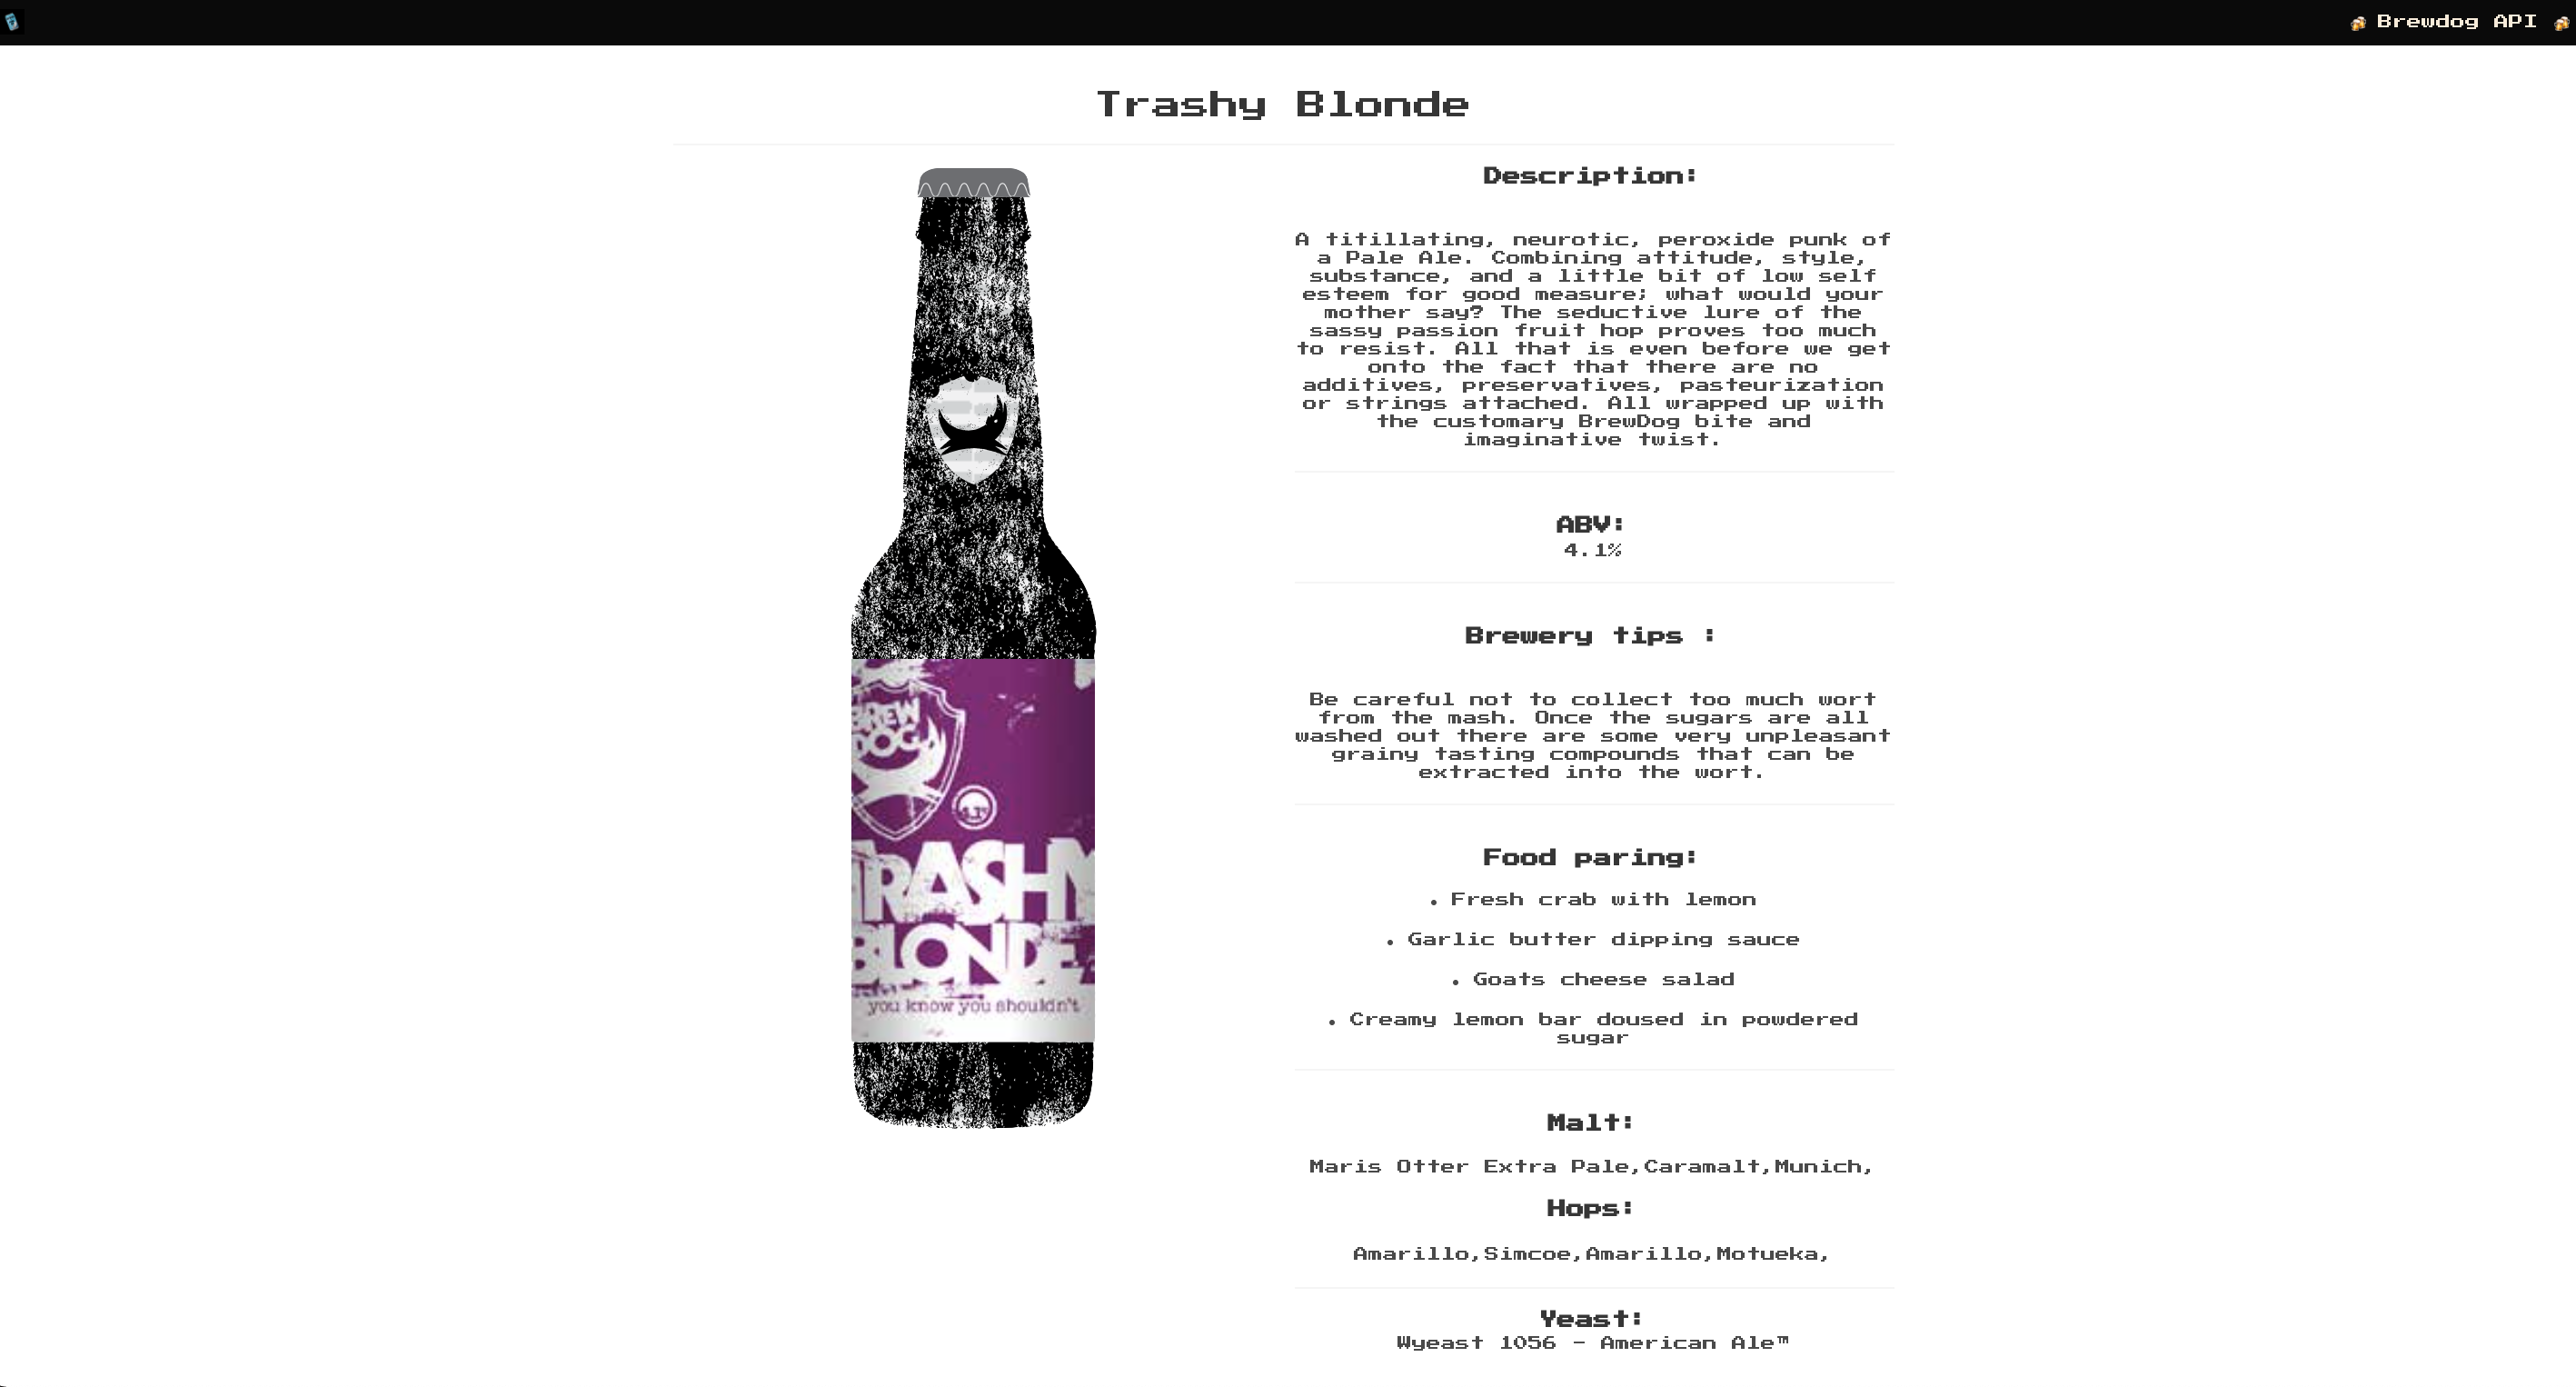 Brewdog API
Trashy Blonde
BREW
DOG
TRASHY
BLONDE
you know you shouldn't
Description:
A titillating, neurotic, peroxide punk of
a Pale Ale. Combining attitude, style,
substance, and a little bit of low self
esteem for good measure; what would your
mother say? The seductive lure of the
sassy passion fruit hop proves too much
to resist. All that is even before we get
onto the fact that there are no
additives, preservatives, pasteurization
or strings attached. All wrapped up with
the customary BrewDog bite and
imaginative twist.
ABV:
4.1%
Brewery tips :
Be careful not to collect too much wort
from the mash. Once the sugars are all
washed out there are some very unpleasant
grainy tasting compounds that can be
extracted into the wort.
Food paring:
• Fresh crab with lemon
• Garlic butter dipping sauce
• Goats cheese salad
• Creamy lemon bar doused in powdered
sugar
Malt:
Maris Otter Extra Pale,Caramalt,Munich,
Hops:
Amarillo,Simcoe,Amarillo,Motueka,
Yeast:
Wyeast 1056 - American Ale™